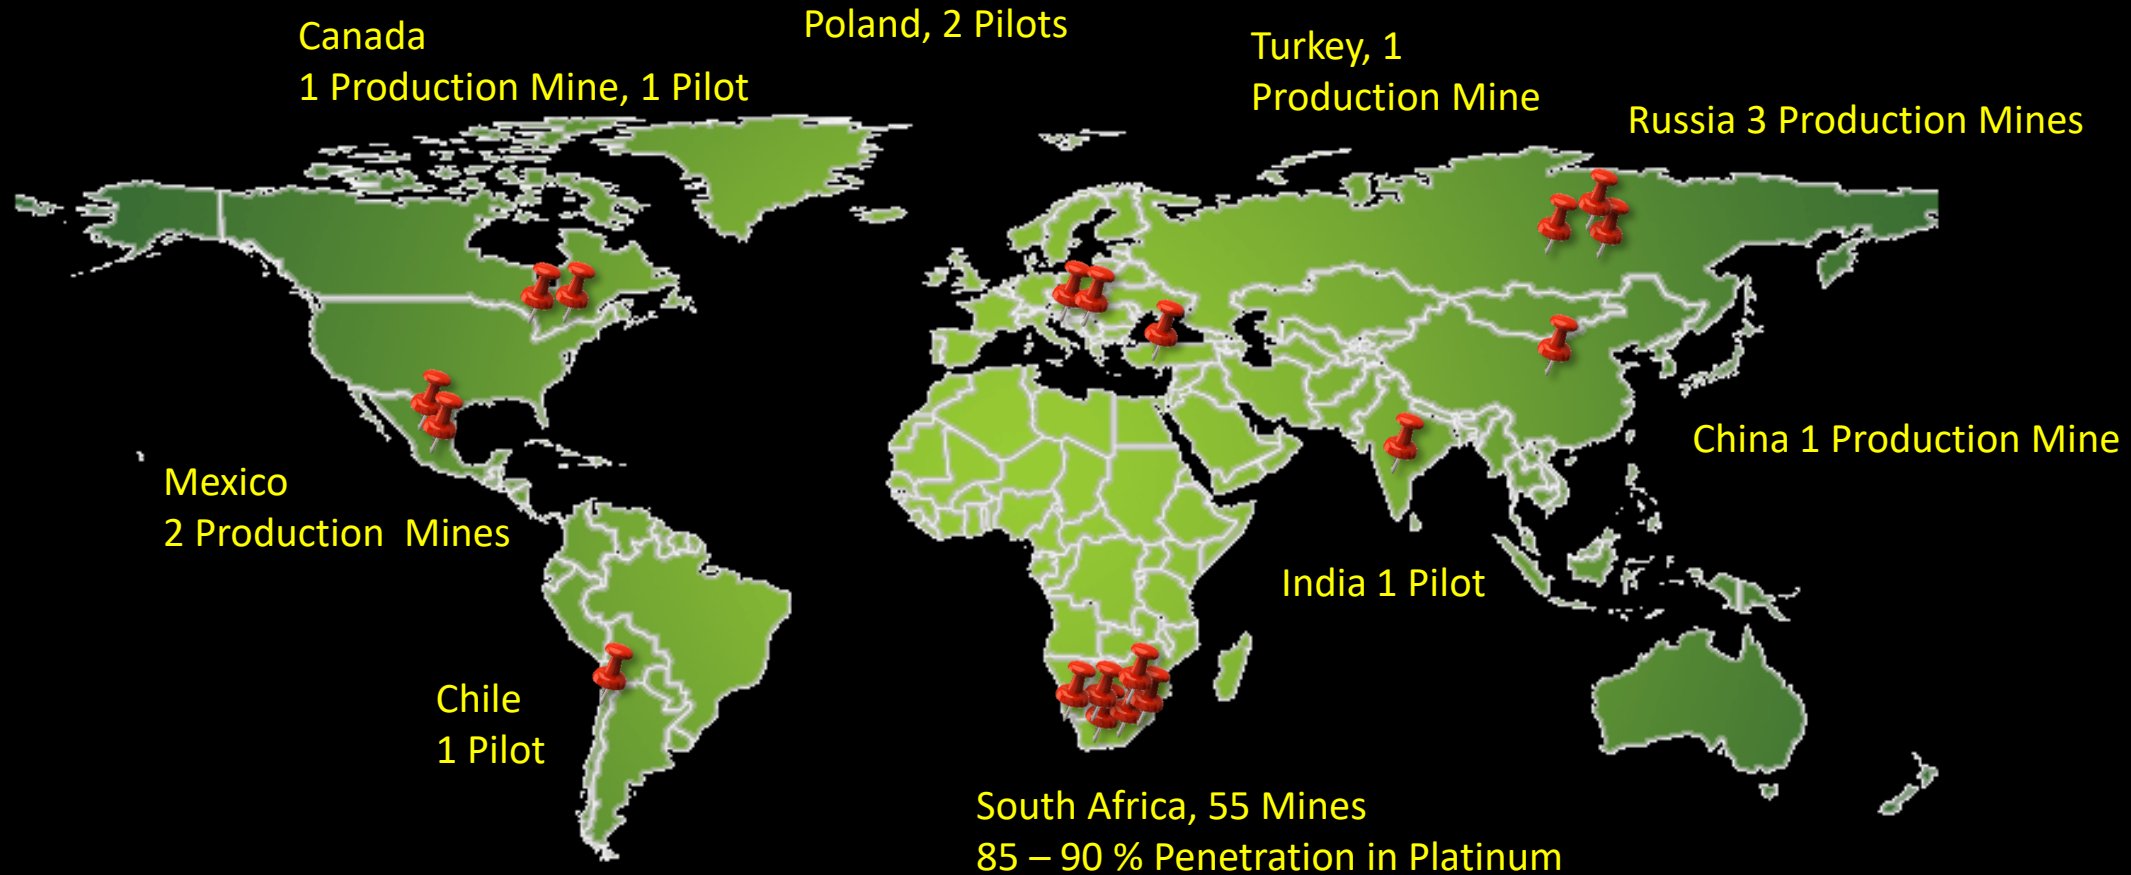 Canada
1 Production Mine, 1 Pilot
Poland, 2 Pilots
Turkey, 1
Production Mine
Russia 3 Production Mines
China 1 Production Mine
Mexico
2 Production  Mines
India 1 Pilot
Chile
1 Pilot
South Africa, 55 Mines
85 – 90 % Penetration in Platinum